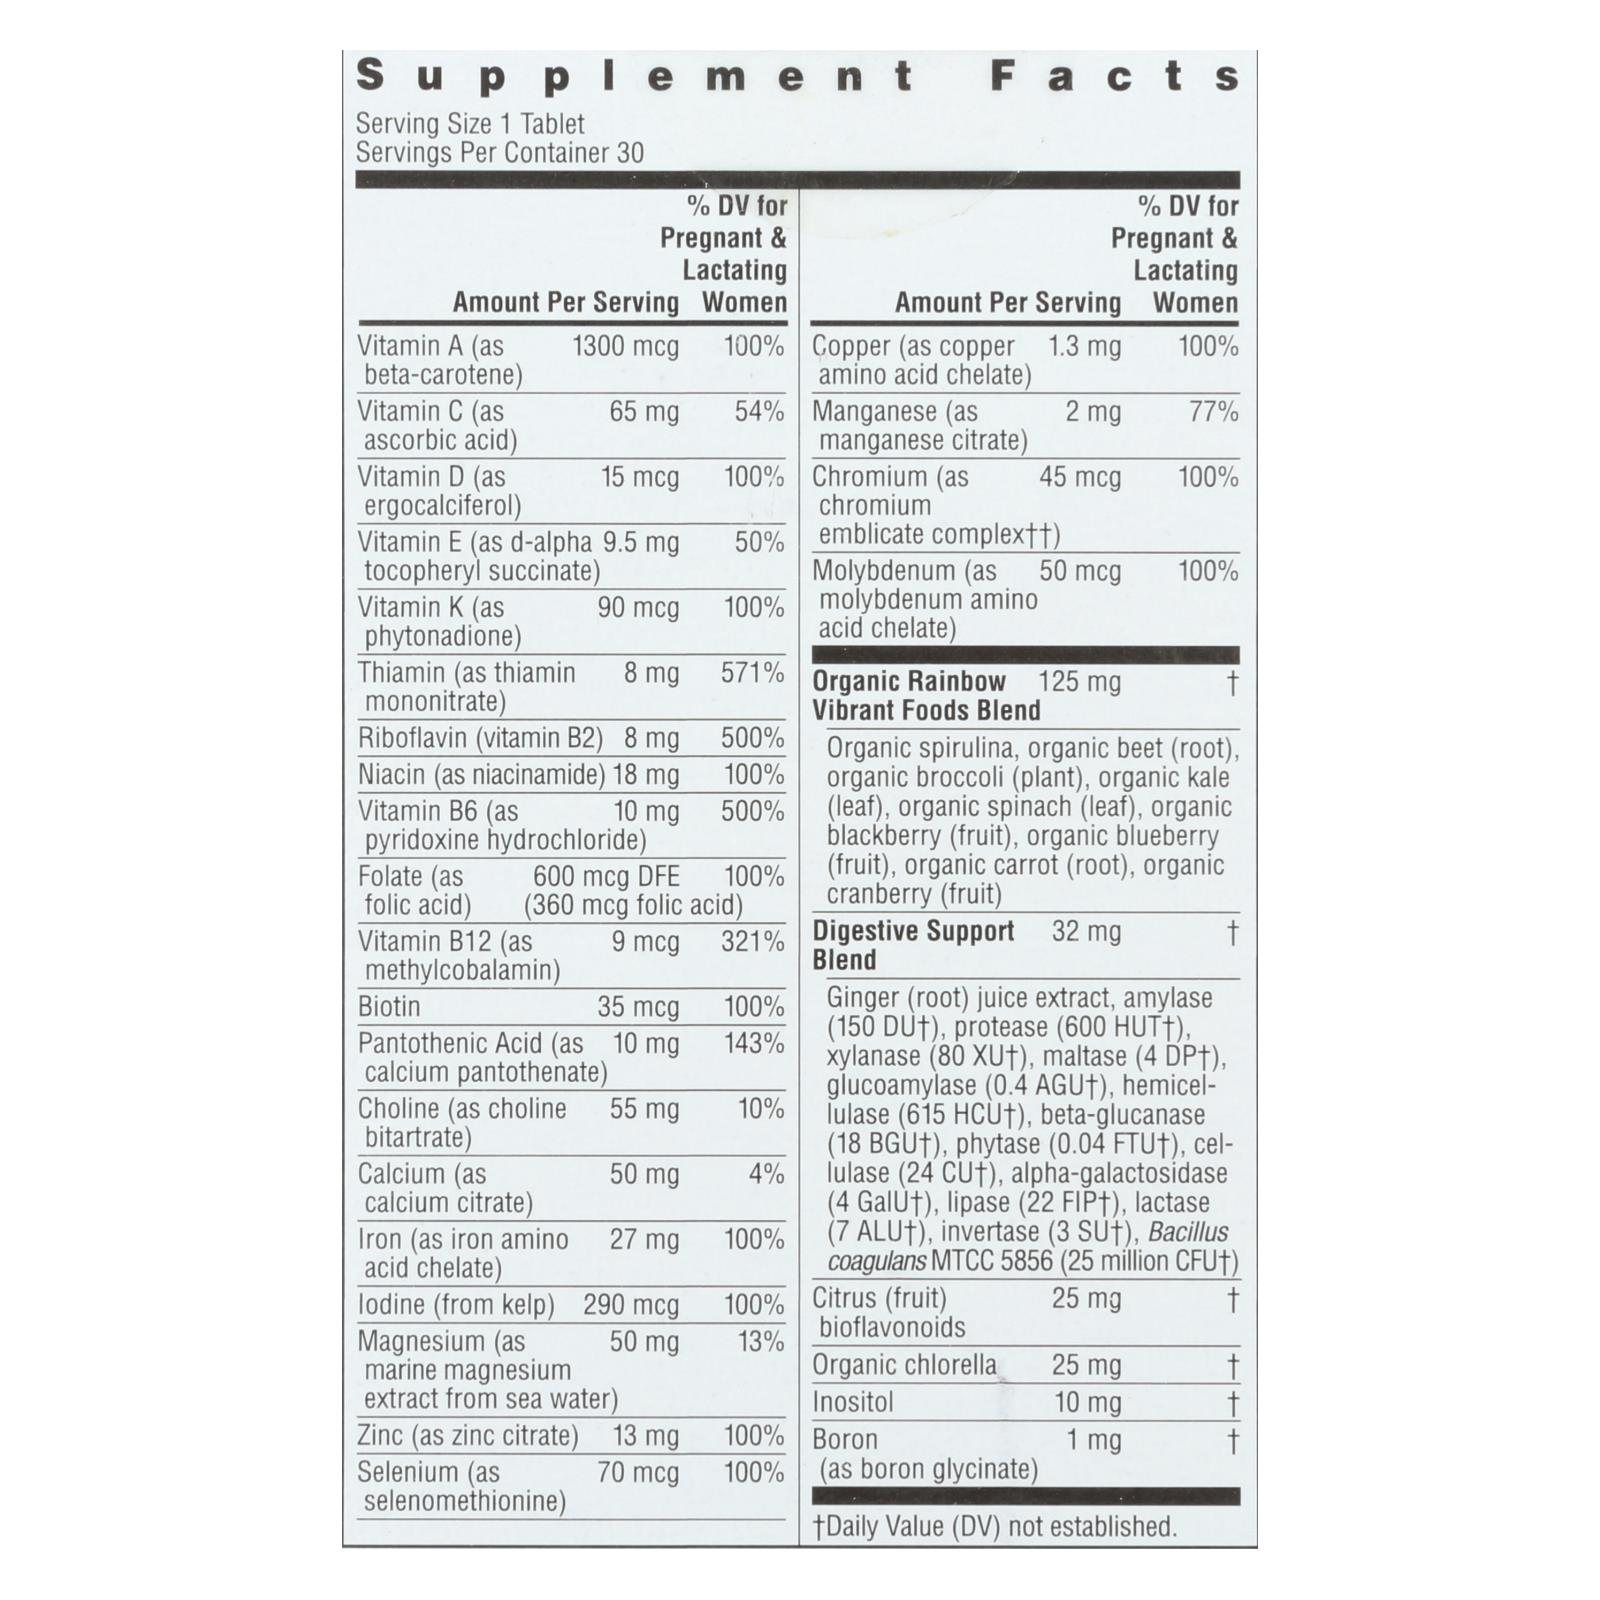 Supplement Facts
Serving Size 1 Tablet
Servings Per Container 30
% DV for
Pregnant &
Lactating
Amount Per Serving Women
Vitamin A (as 1300 mcg 100%
beta-carotene)
Vitamin C (as 65 mg 54%
ascorbic acid)
Vitamin D (as 15 mcg 100%
ergocalciferol)
Vitamin E (as d-alpha 9.5 mg 50%
tocopheryl succinate)
Vitamin K (as 90 mcg 100%
phytonadione)
Thiamin (as thiamin 8 mg 571%
mononitrate)
Riboflavin (vitamin B2) 8 mg 500%
Niacin (as niacinamide) 18 mg 100%
Vitamin B6 (as 10 mg 500%
pyridoxine hydrochloride)
Folate (as 600 mcg DFE 100%
folic acid) (360 mcg folic acid)
Vitamin B12 (as 9 mcg 321%
methylcobalamin)
Biotin 35 mcg 100%
Pantothenic Acid (as 10 mg 143%
calcium pantothenate)
Choline (as choline 55 mg 10%
bitartrate)
Calcium (as 50 mg 4%
calcium citrate)
Iron (as iron amino 27 mg 100%
acid chelate)
Iodine (from kelp) 290 mcg 100%
Magnesium (as 50 mg 13%
marine magnesium
extract from sea water)
Zinc (as zinc citrate) 13 mg 100%
Selenium (as 70 mcg 100%
selenomethionine)
% DV for
Pregnant &
Lactating
Amount Per Serving Women
Copper (as copper 1.3 mg 100%
amino acid chelate)
Manganese (as 2 mg 77%
manganese citrate)
Chromium (as 45 mcg 100%
chromium
emblicate complex††)
Molybdenum (as 50 mcg 100%
molybdenum amino
acid chelate)
Organic Rainbow 125 mg †
Vibrant Foods Blend
Organic spirulina, organic beet (root),
organic broccoli (plant), organic kale
(leaf), organic spinach (leaf), organic
blackberry (fruit), organic blueberry
(fruit), organic carrot (root), organic
cranberry (fruit)
Digestive Support 32 mg †
Blend
Ginger (root) juice extract, amylase
(150 DU†), protease (600 HUT†),
xylanase (80 XU†), maltase (4 DP†),
glucoamylase (0.4 AGU†), hemicel-
lulase (615 HCU†), beta-glucanase
(18 BGU†), phytase (0.04 FTU†), cel-
lulase (24 CU†), alpha-galactosidase
(4 GalU†), lipase (22 FIP†), lactase
(7 ALU†), invertase (3 SU†), Bacillus
coagulans MTCC 5856 (25 million CFU†)
Citrus (fruit) 25 mg †
bioflavonoids
Organic chlorella 25 mg †
Inositol 10 mg †
Boron 1 mg †
(as boron glycinate)
†Daily Value (DV) not established.